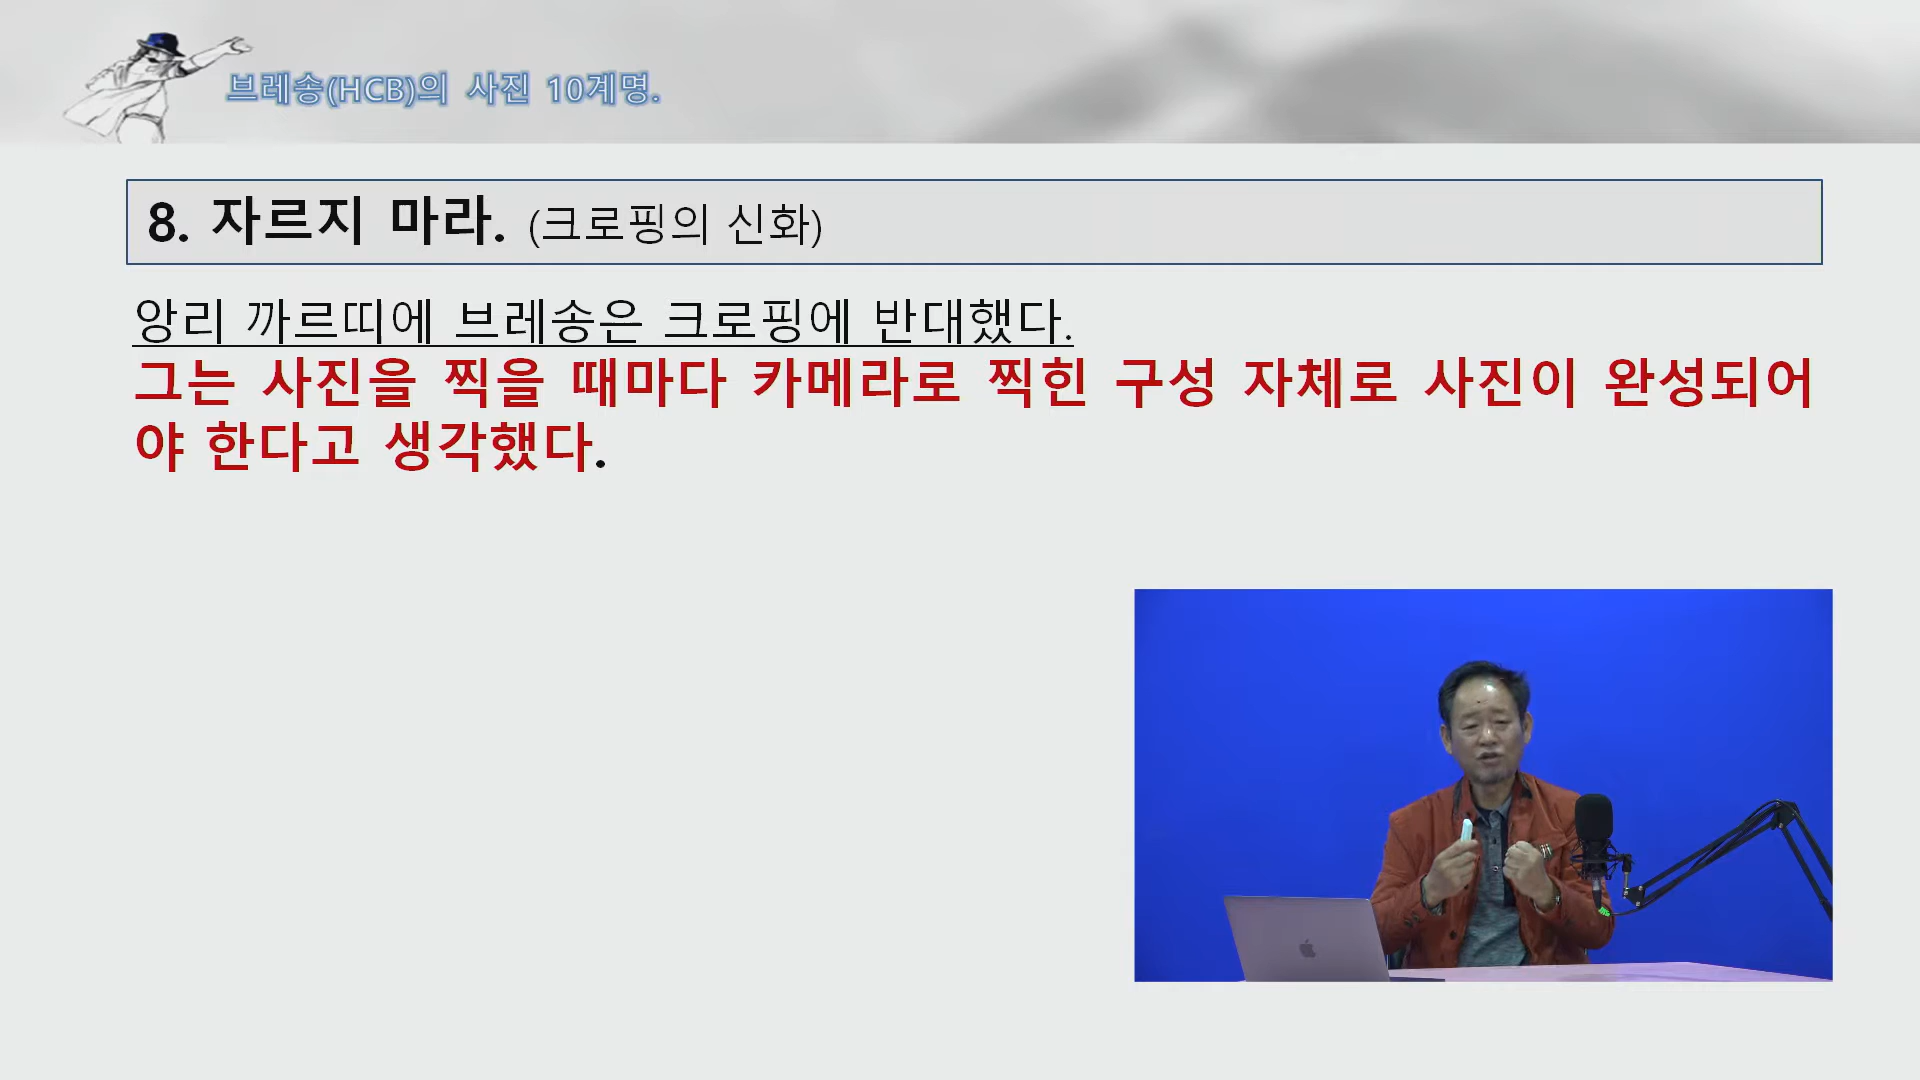 브레송(HCB)의 사진 10계명.
8. 자르지 마라. (크로핑의 신화)
앙리 까르띠에 브레송은 크로핑에 반대했다.
그는 사진을 찍을 때마다 카메라로 찍힌 구성 자체로 사진이 완성되어
야 한다고 생각했다.